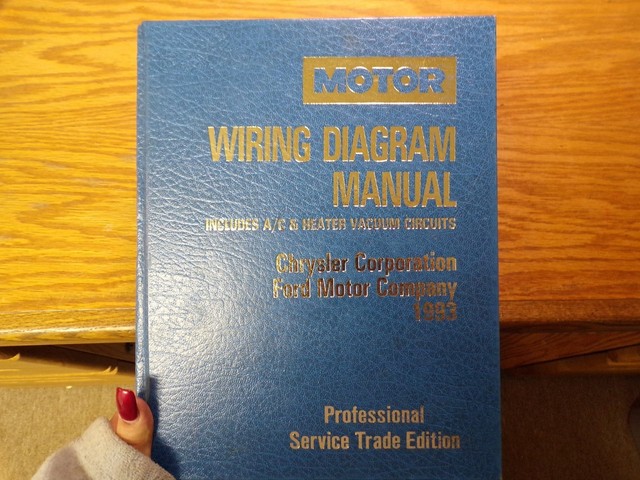 MOTOR
WIRING DIAGRAM
MANUAL
INCLUDES A/C & HEATER VACUUM CIRCUITS
Chrysler Corporation
Ford Motor Company
1993
Professional
Service Trade Edition